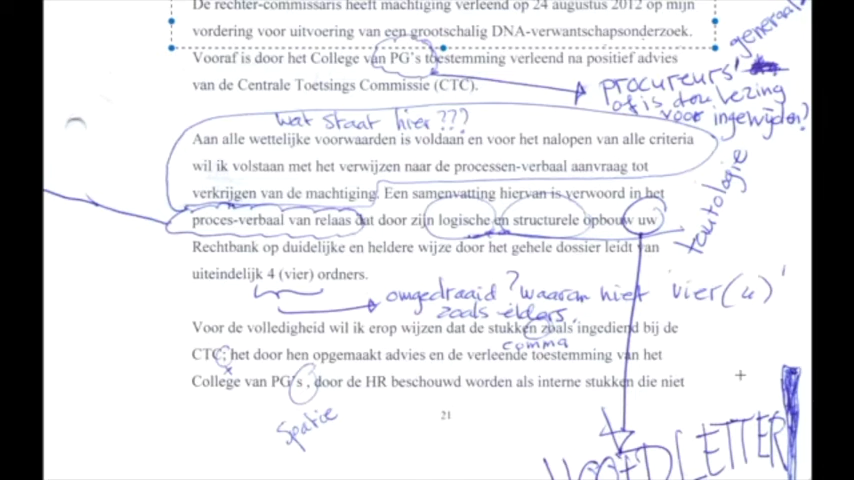 De rechter-commissaris heeft machtiging verleend op 24 augustus 2012 op mijn
vordering voor uitvoering van een grootschalig DNA-verwantschapsonderzoek.
generaal
Vooraf is door het College van PG's toestemming verleend na positief advies
procureurs'
van de Centrale Toetsings Commissie (CTC).
of is deze lezing
voor ingewijden?
wat staat hier???
Aan alle wettelijke voorwaarden is voldaan en voor het nalopen van alle criteria
wil ik volstaan met het verwijzen naar de processen-verbaal aanvraag tot
verkrijgen van de machtiging. Een samenvatting hiervan is verwoord in het
proces-verbaal van relaas dat door zijn logische en structurele opbouw uw
tautologie
Rechtbank op duidelijke en heldere wijze door het gehele dossier leidt van
uiteindelijk 4 (vier) ordners.
omgedraaid? waarom niet 'vier (4)'
zoals elders.
Voor de volledigheid wil ik erop wijzen dat de stukken zoals ingediend bij de
comma
CTC; het door hen opgemaakt advies en de verleende toestemming van het
x
College van PG's , door de HR beschouwd worden als interne stukken die niet
spatie
21
HOOFDLETTER